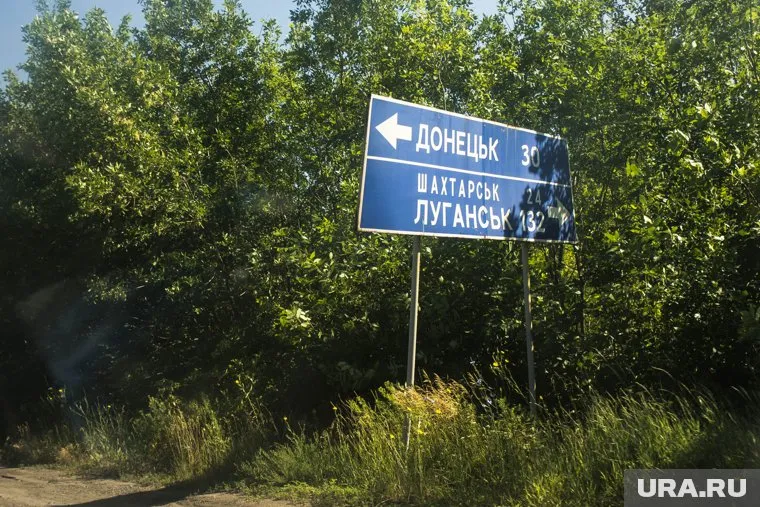 ДОНЕЦЬК 30
ШАХТАРСЬК 24
ЛУГАНСЬК 132
URA.RU